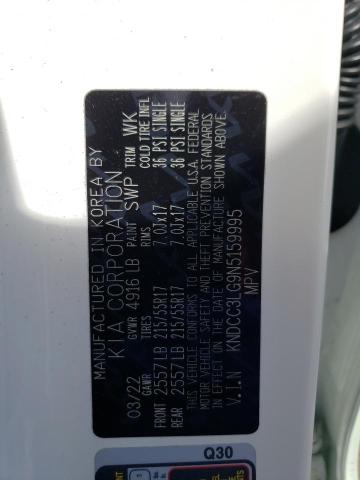 MANUFACTURED IN KOREA BY
KIA CORPORATION
03/22 GVWR 4916 LB PAINT SWP TRIM WK
GAWR TIRES RIMS COLD TIRE INFL
FRONT 2557 LB 215/55R17 7.0JX17 36 PSI SINGLE
REAR 2557 LB 215/55R17 7.0JX17 36 PSI SINGLE
THIS VEHICLE CONFORMS TO ALL APPLICABLE U.S.A. FEDERAL
MOTOR VEHICLE SAFETY AND THEFT PREVENTION STANDARDS
IN EFFECT ON THE DATE OF MANUFACTURE SHOWN ABOVE
V.I.N KNDCC3LG9N5159995
MPV
Q30